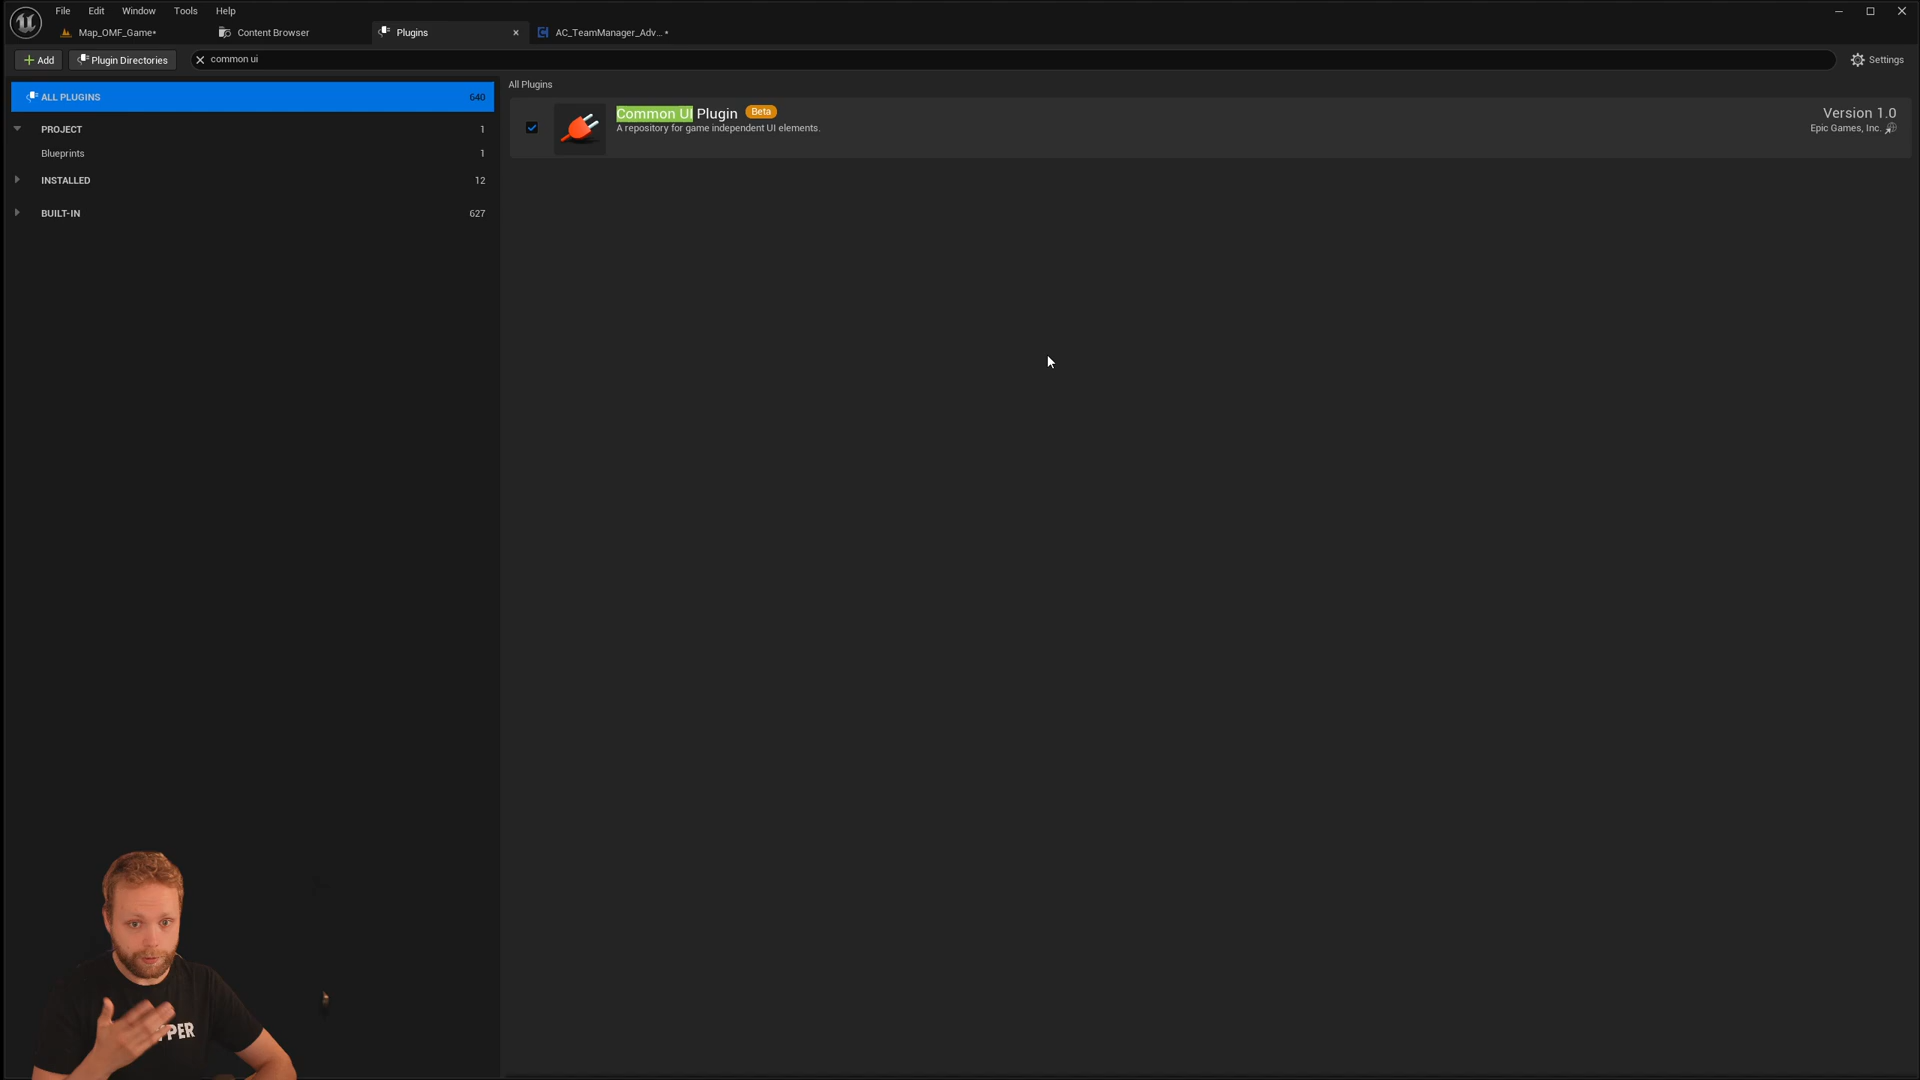 File Edit Window Tools Help
Map_OMF_Game•
Content Browser
Plugins
AC_TeamManager_Adv... •
Add
Plugin Directories
common ui
Settings
ALL PLUGINS 640
PROJECT 1
Blueprints 1
INSTALLED 12
BUILT-IN 627
All Plugins
Common UI Plugin Beta
A repository for game independent UI elements.
Version 1.0
Epic Games, Inc.